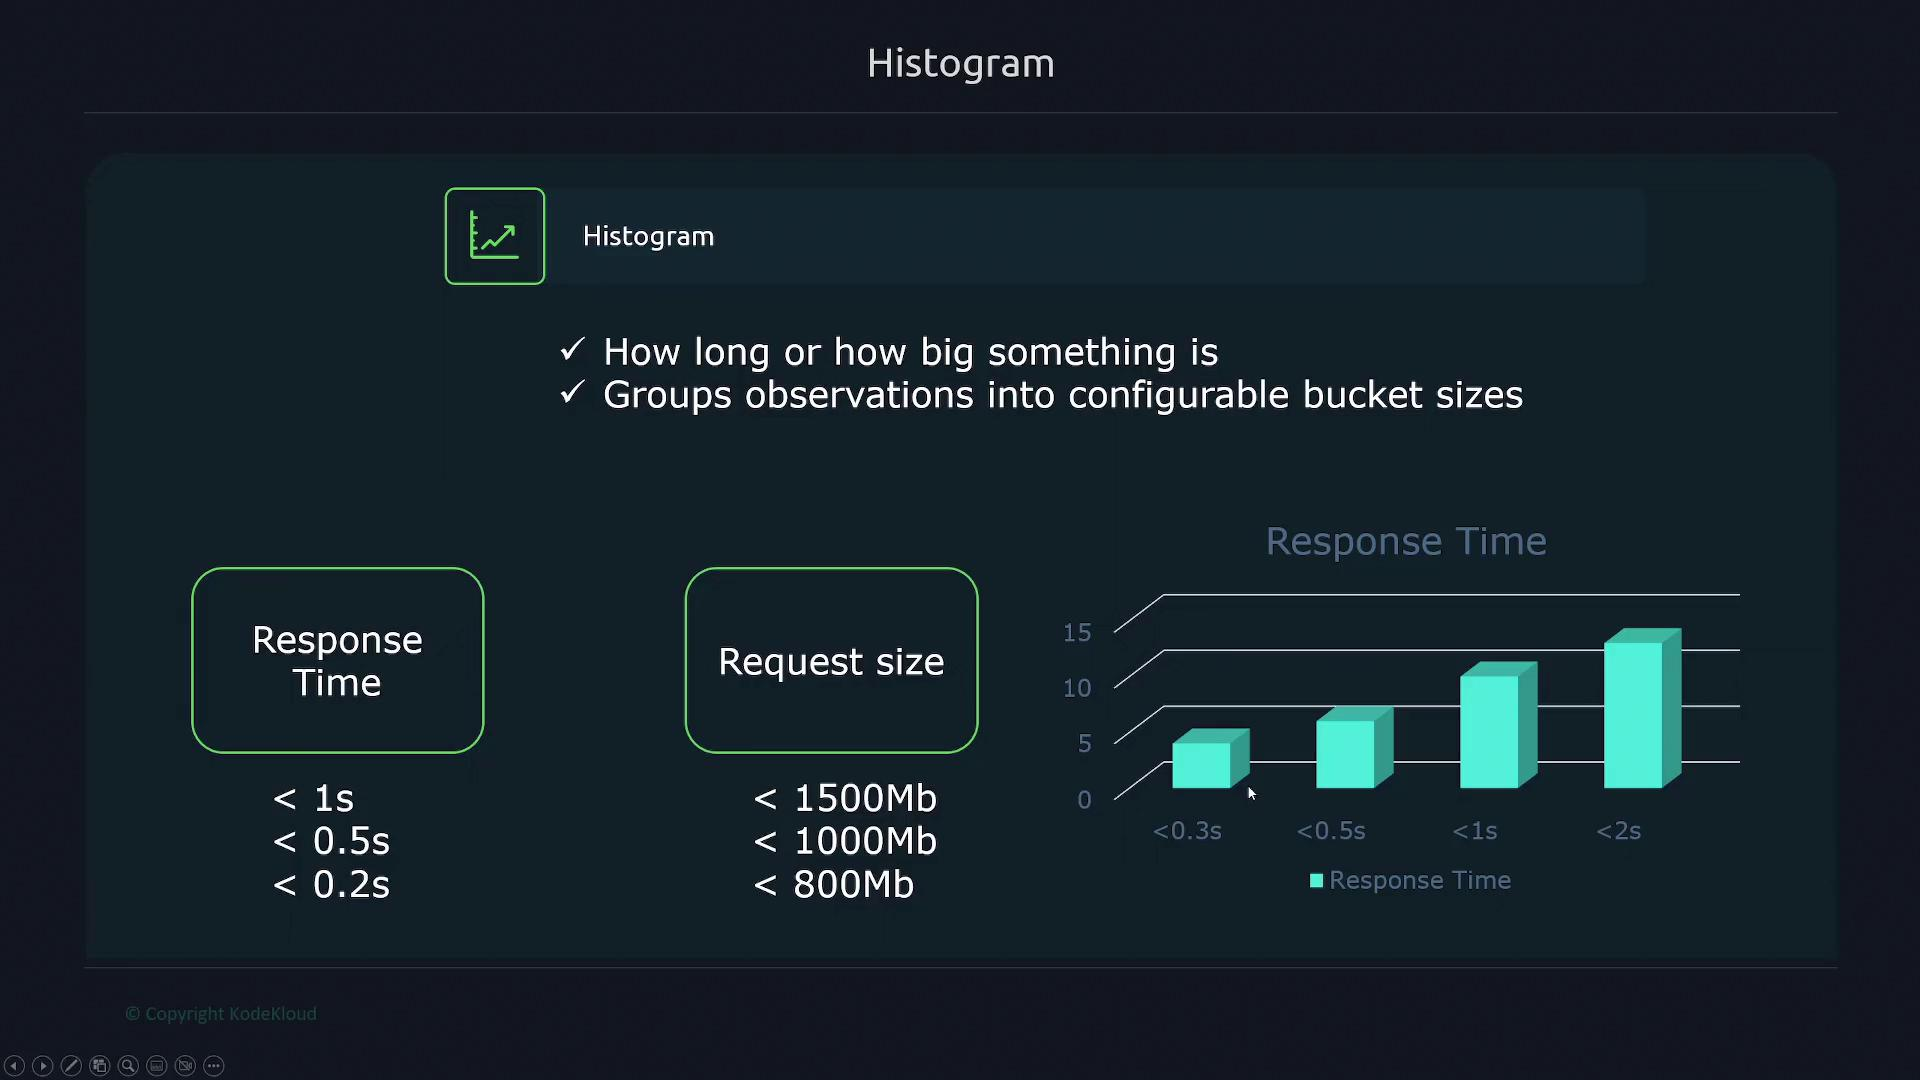 Histogram
Histogram
✓ How long or how big something is
✓ Groups observations into configurable bucket sizes
Response
Time
< 1s
< 0.5s
< 0.2s
Request size
< 1500Mb
< 1000Mb
< 800Mb
Response Time
15
10
5
0
<0.3s <0.5s <1s <2s
Response Time
© Copyright KodeKloud